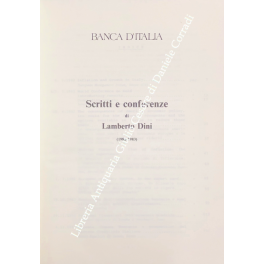 BANCA D'ITALIA
Scritti e conferenze
di
Lamberto Dini
Libreria Antiquaria di Daniele Corradi